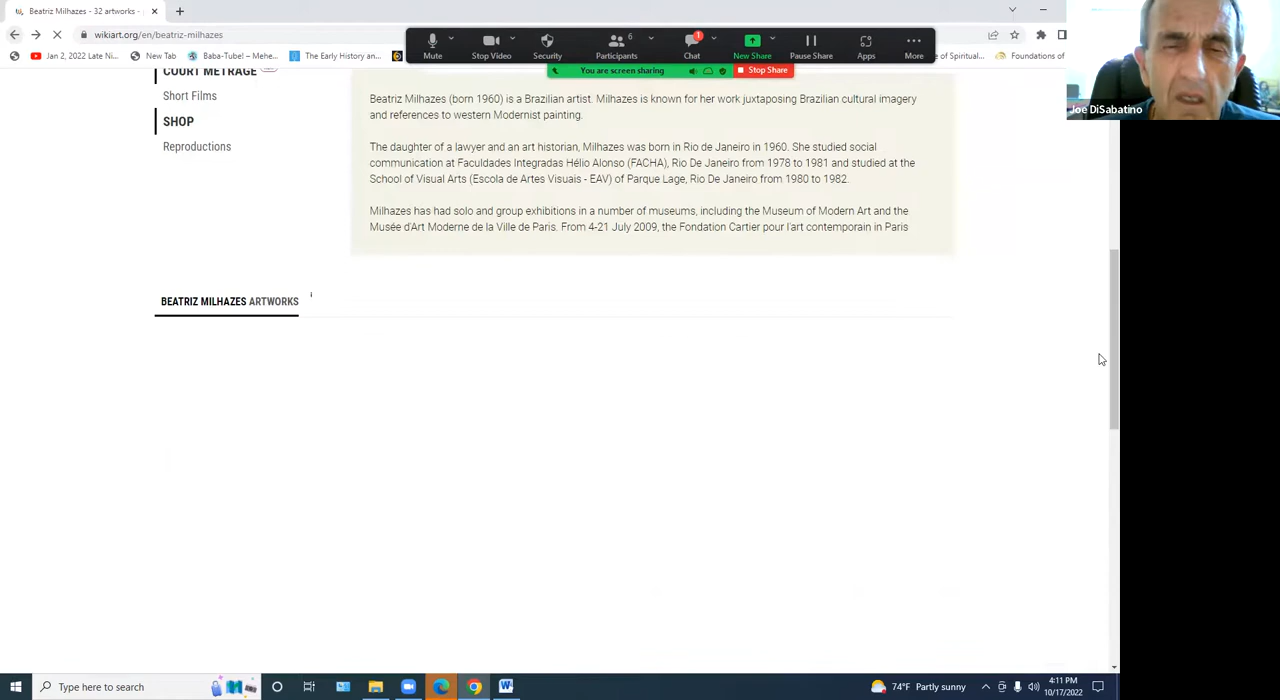 Beatriz Milhazes - 32 artworks -
wikiart.org/en/beatriz-milhazes
Jan 2, 2022 Late Ni...
New Tab
Baba-Tube! – Mehe...
The Early History an...
e of Spiritual...
Foundations of
Mute
Stop Video
Security
6
Participants
1
Chat
New Share
Pause Share
Apps
More
You are screen sharing
Stop Share
Joe DiSabatino
COURT MÉTRAGE
Short Films
SHOP
Reproductions
Beatriz Milhazes (born 1960) is a Brazilian artist. Milhazes is known for her work juxtaposing Brazilian cultural imagery
and references to western Modernist painting.
The daughter of a lawyer and an art historian, Milhazes was born in Rio de Janeiro in 1960. She studied social
communication at Faculdades Integradas Hélio Alonso (FACHA), Rio De Janeiro from 1978 to 1981 and studied at the
School of Visual Arts (Escola de Artes Visuais - EAV) of Parque Lage, Rio De Janeiro from 1980 to 1982.
Milhazes has had solo and group exhibitions in a number of museums, including the Museum of Modern Art and the
Musée d'Art Moderne de la Ville de Paris. From 4-21 July 2009, the Fondation Cartier pour l'art contemporain in Paris
BEATRIZ MILHAZES ARTWORKS
Type here to search
74°F Partly sunny
4:11 PM
10/17/2022